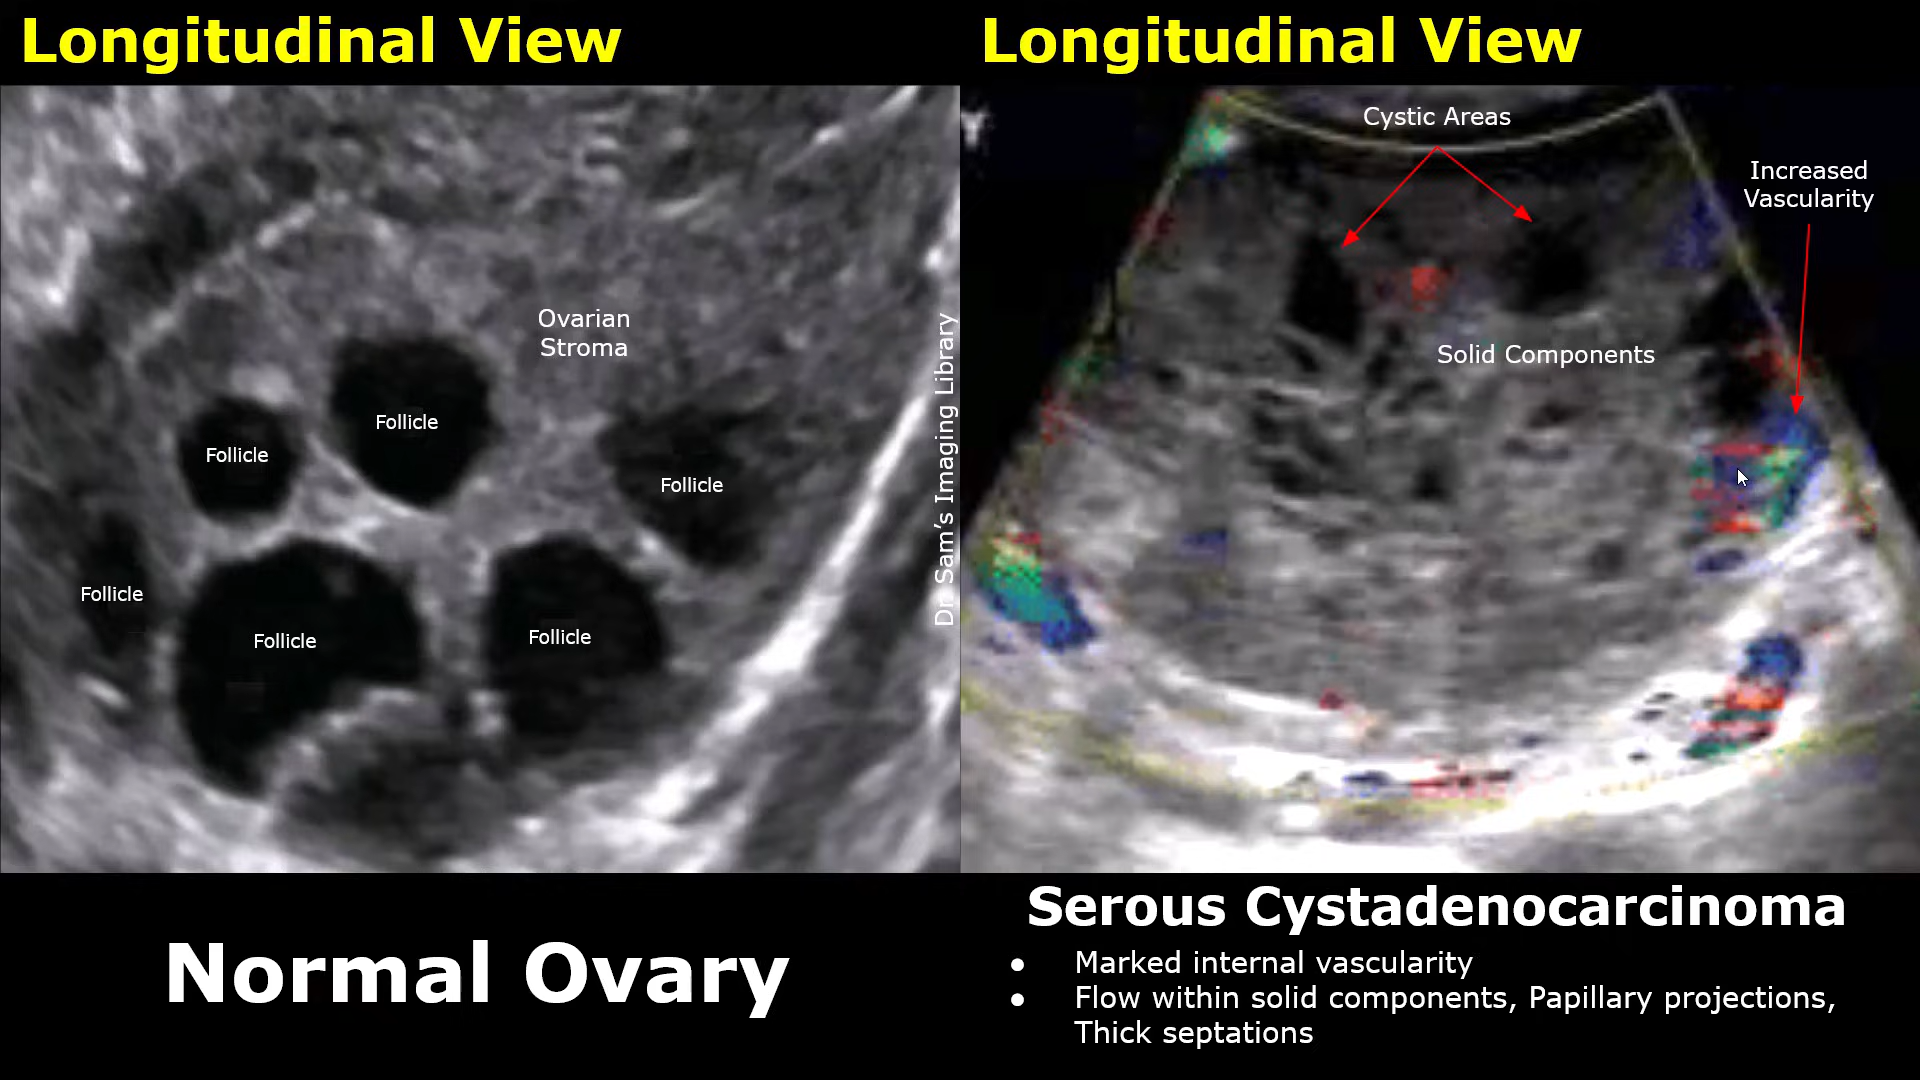 Longitudinal View
Ovarian
Stroma
Follicle
Follicle
Follicle
Follicle
Follicle
Follicle
Normal Ovary
Dr. Sam's Imaging Library
Longitudinal View
Cystic Areas
Increased
Vascularity
Solid Components
Serous Cystadenocarcinoma
● Marked internal vascularity
● Flow within solid components, Papillary projections,
Thick septations